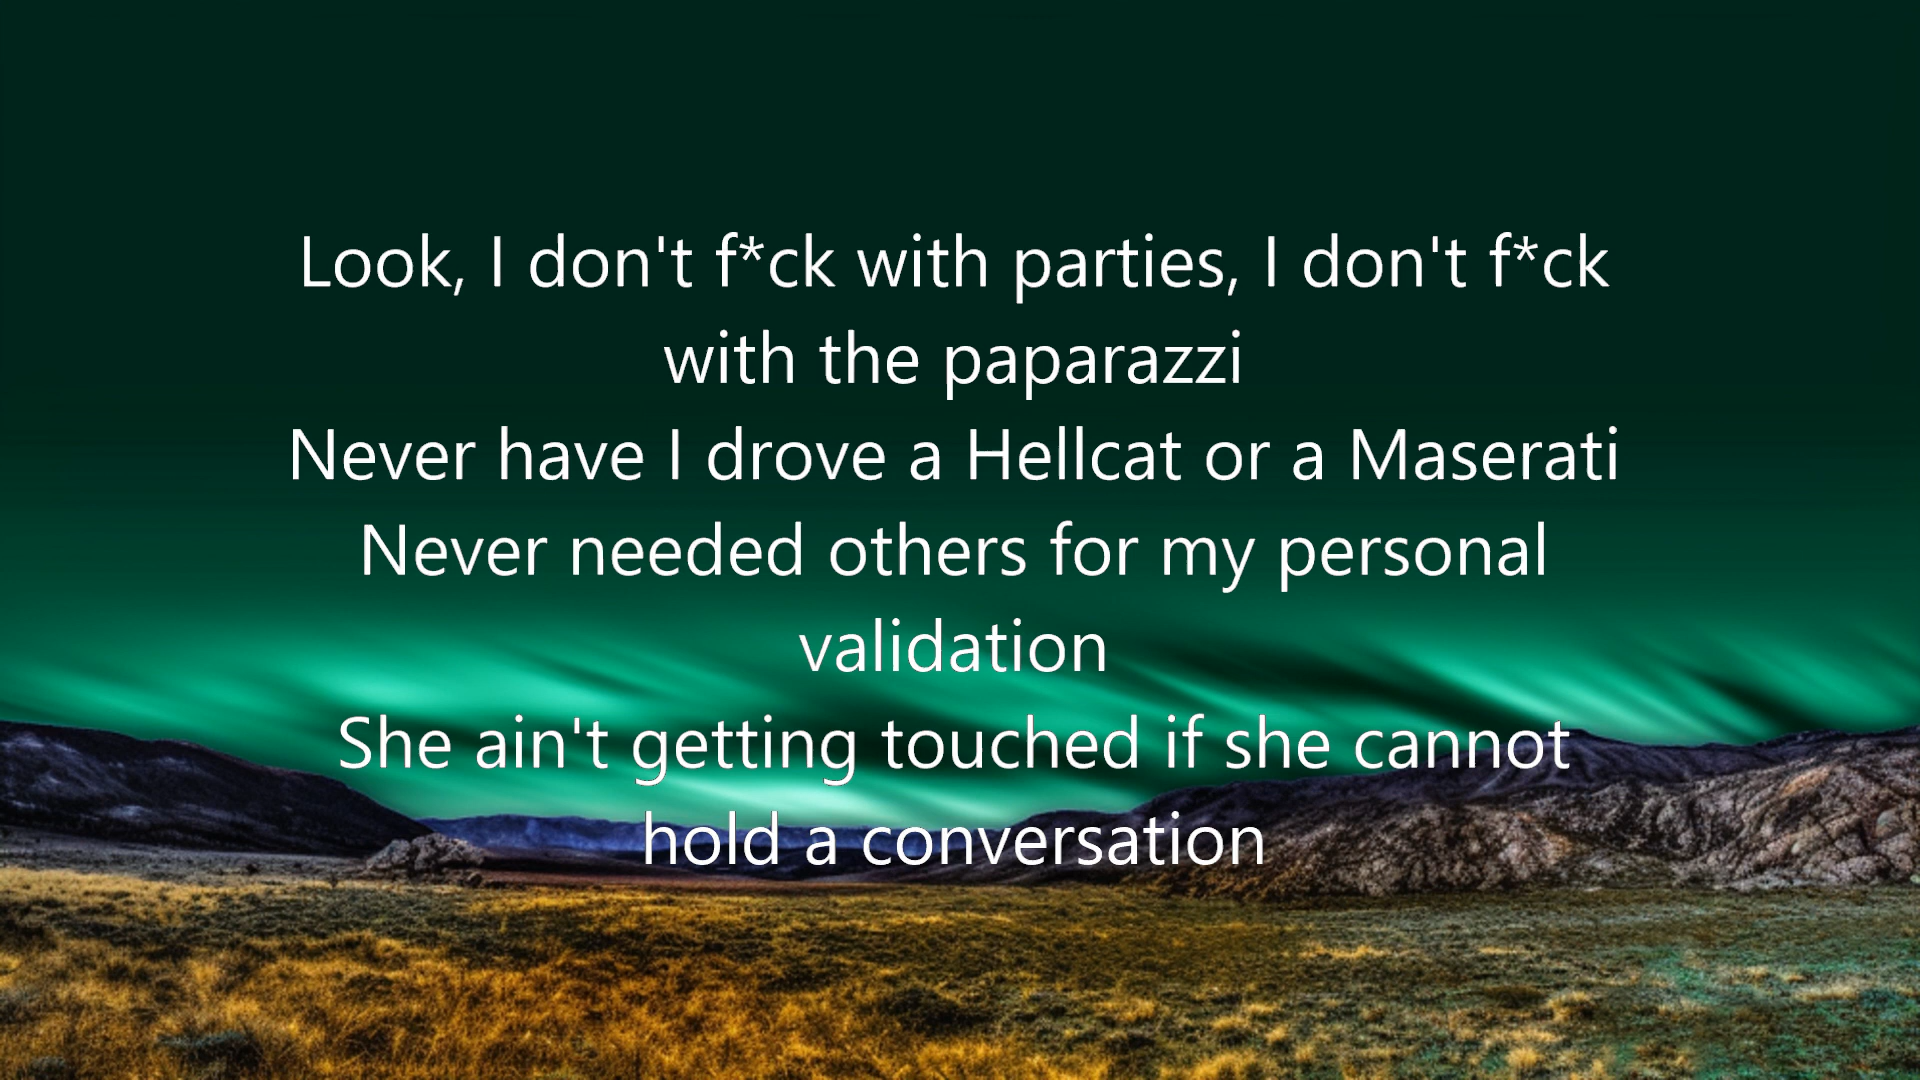 Look, I don't f*ck with parties, I don't f*ck
with the paparazzi
Never have I drove a Hellcat or a Maserati
Never needed others for my personal
validation
She ain't getting touched if she cannot
hold a conversation